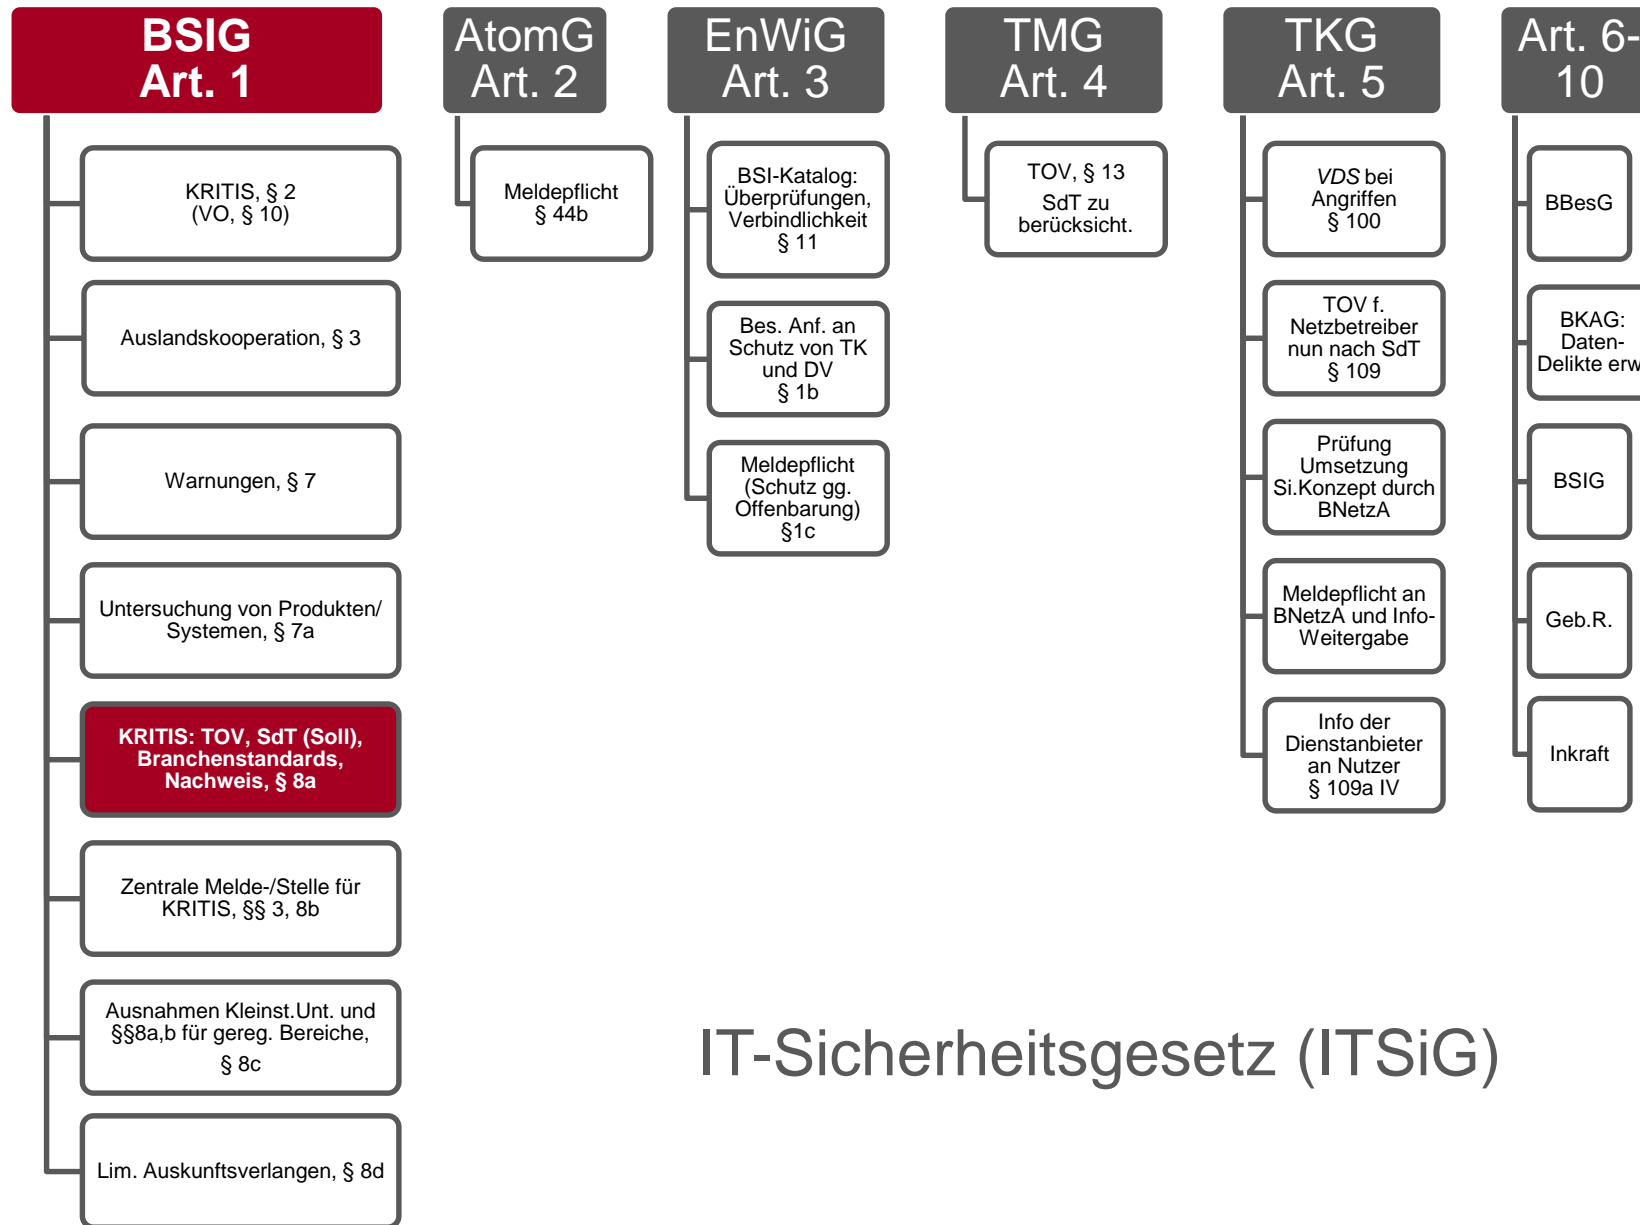 BSIG
Art. 1
KRITIS, § 2
(VO, § 10)
Auslandskooperation, § 3
Warnungen, § 7
Untersuchung von Produkten/
Systemen, § 7a
KRITIS: TOV, SdT (Soll),
Branchenstandards,
Nachweis, § 8a
Zentrale Melde-/Stelle für
KRITIS, §§ 3, 8b
Ausnahmen Kleinst.Unt. und
§§8a,b für gereg. Bereiche,
§ 8c
Lim. Auskunftsverlangen, § 8d
AtomG
Art. 2
Meldepflicht
§ 44b
EnWiG
Art. 3
BSI-Katalog:
Überprüfungen,
Verbindlichkeit
§ 11
Bes. Anf. an
Schutz von TK
und DV
§ 1b
Meldepflicht
(Schutz gg.
Offenbarung)
§1c
TMG
Art. 4
TOV, § 13
SdT zu
berücksicht.
TKG
Art. 5
VDS bei
Angriffen
§ 100
TOV f.
Netzbetreiber
nun nach SdT
§ 109
Prüfung
Umsetzung
Si.Konzept durch
BNetzA
Meldepflicht an
BNetzA und Info-
Weitergabe
Info der
Dienstanbieter
an Nutzer
§ 109a IV
Art. 6-
10
BBesG
BKAG:
Daten-
Delikte erw
BSIG
Geb.R.
Inkraft
IT-Sicherheitsgesetz (ITSiG)